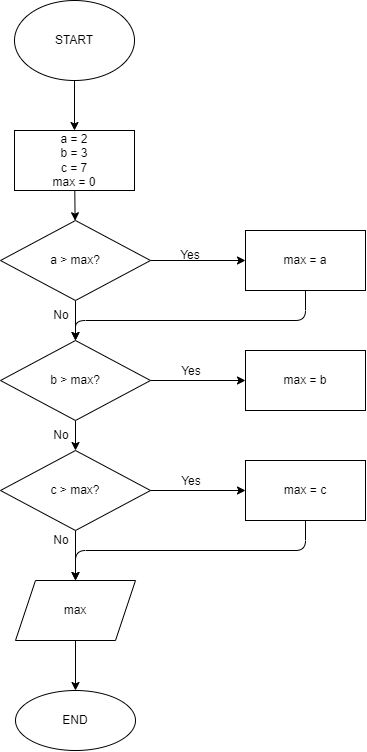 START
a = 2
b = 3
c = 7
max = 0
a > max?
Yes
max = a
No
b > max?
Yes
max = b
No
c > max?
Yes
max = c
No
max
END